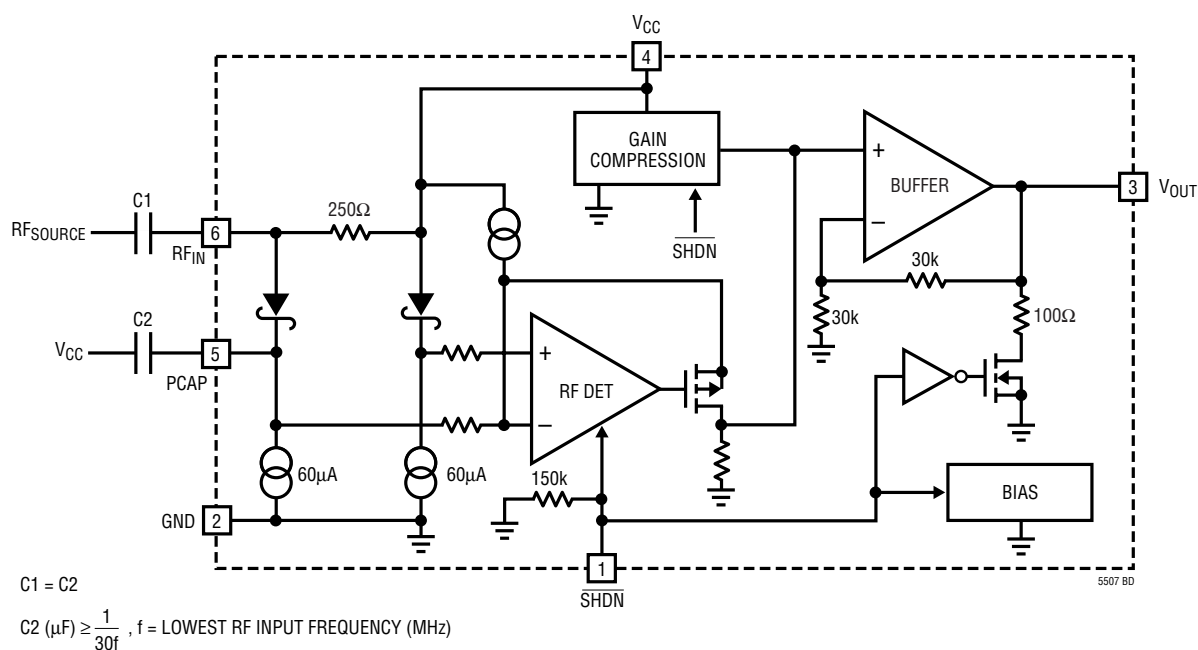 VCC
4
GAIN
COMPRESSION
SHDN
BUFFER
+
−
3
VOUT
30k
30k
100Ω
C1
RFSOURCE
6
RFIN
250Ω
C2
VCC
5
PCAP
+
RF DET
−
60µA
60µA
150k
GND
2
BIAS
1
SHDN
5507 BD
C1 = C2
C2 (µF) ≥ 1/30f , f = LOWEST RF INPUT FREQUENCY (MHz)